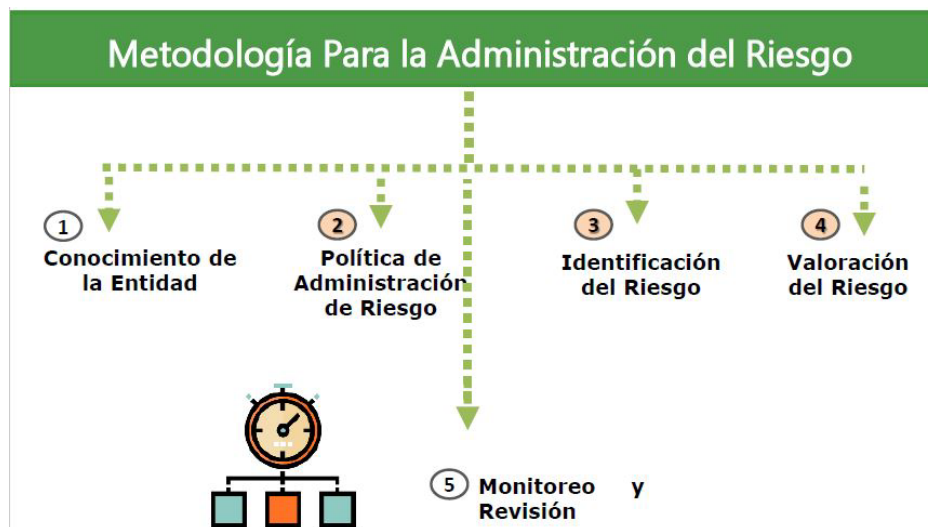 Metodología Para la Administración del Riesgo
1
Conocimiento de
la Entidad
2
Política de
Administración
de Riesgo
3
Identificación
del Riesgo
4
Valoración
del Riesgo
5 Monitoreo y
Revisión